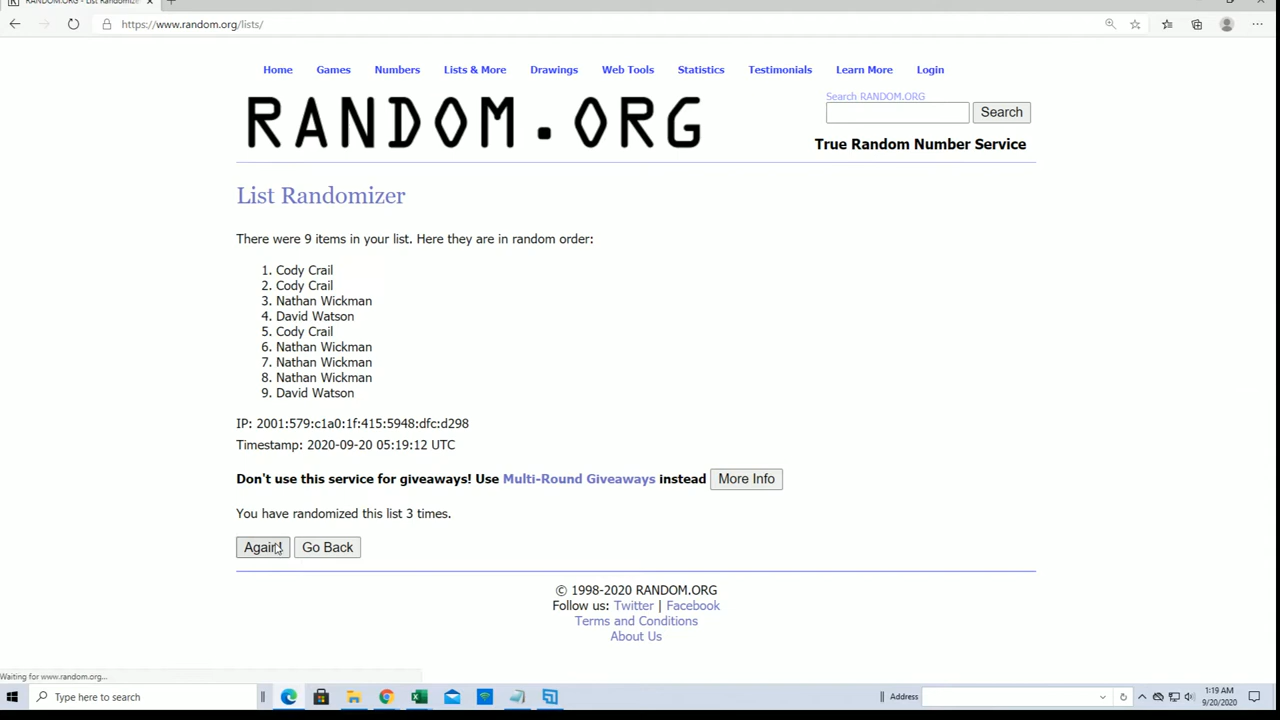 RANDOM.ORG - List Randomizer
https://www.random.org/lists/
Home Games Numbers Lists & More Drawings Web Tools Statistics Testimonials Learn More Login
Search RANDOM.ORG
RANDOM.ORG
Search
True Random Number Service
List Randomizer
There were 9 items in your list. Here they are in random order:
1. Cody Crail
2. Cody Crail
3. Nathan Wickman
4. David Watson
5. Cody Crail
6. Nathan Wickman
7. Nathan Wickman
8. Nathan Wickman
9. David Watson
IP: 2001:579:c1a0:1f:415:5948:dfc:d298
Timestamp: 2020-09-20 05:19:12 UTC
Don't use this service for giveaways! Use Multi-Round Giveaways instead More Info
You have randomized this list 3 times.
Again! Go Back
© 1998-2020 RANDOM.ORG
Follow us: Twitter | Facebook
Terms and Conditions
About Us
Waiting for www.random.org...
Type here to search
Address
1:19 AM
9/20/2020